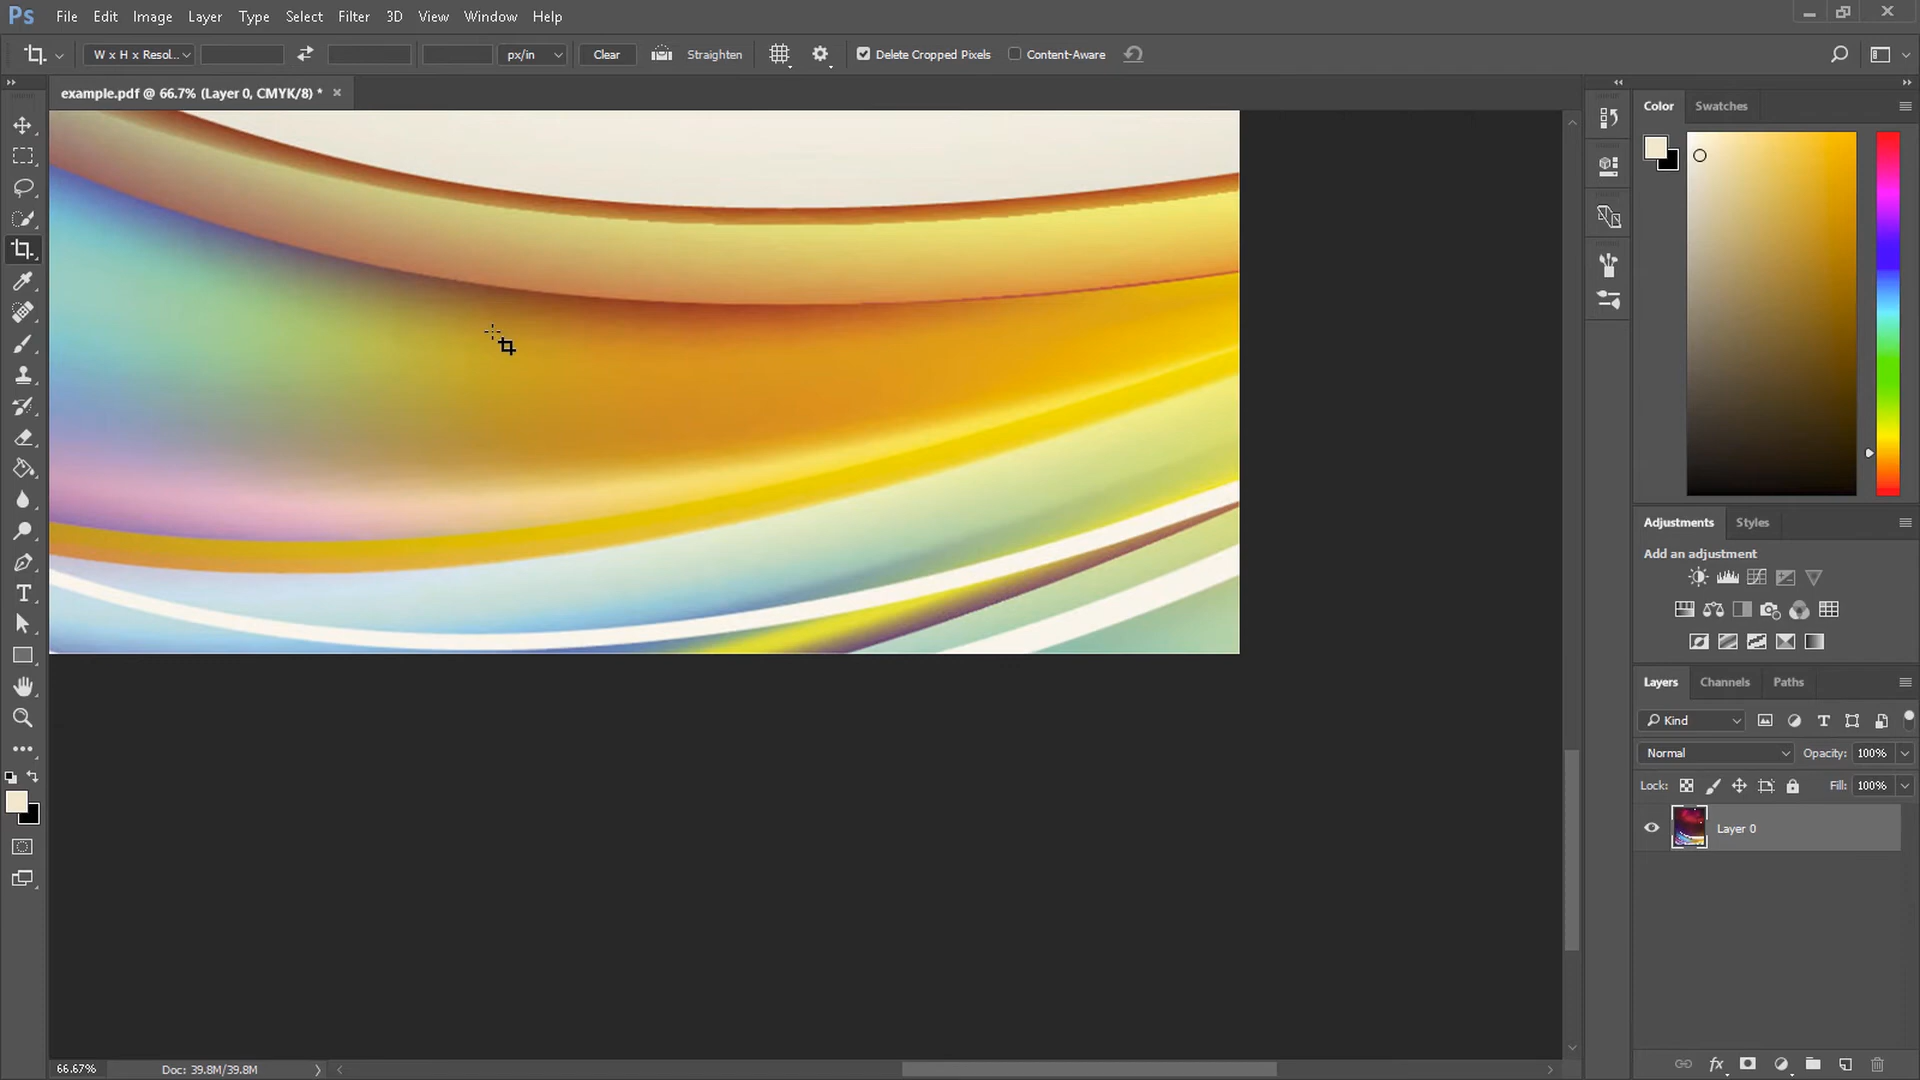 Ps File Edit Image Layer Type Select Filter 3D View Window Help
W x H x Resol... px/in Clear Straighten Delete Cropped Pixels Content-Aware
example.pdf @ 66.7% (Layer 0, CMYK/8) *
Color Swatches
Adjustments Styles
Add an adjustment
Layers Channels Paths
Kind
Normal Opacity: 100%
Lock: Fill: 100%
Layer 0
66.67% Doc: 39.8M/39.8M